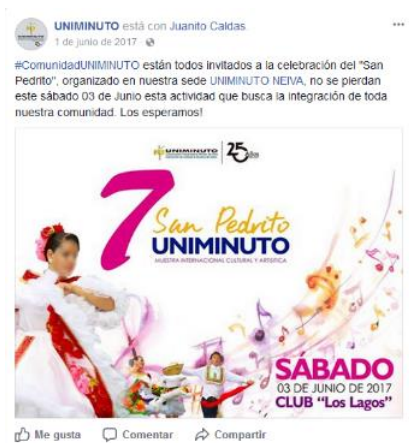 UNIMINUTO está con Juanito Caldas
1 de junio de 2017
#ComunidadUNIMINUTO están todos invitados a la celebración del "San
Pedrito", organizado en nuestra sede UNIMINUTO NEIVA, no se pierdan
este sábado 03 de Junio esta actividad que busca la integración de toda
nuestra comunidad. Los esperamos!
UNIMINUTO
25 años
7 San Pedrito
UNIMINUTO
MUESTRA INTERNACIONAL CULTURAL Y ARTISTICA
SÁBADO
03 DE JUNIO DE 2017
CLUB "Los Lagos"
Me gusta Comentar Compartir